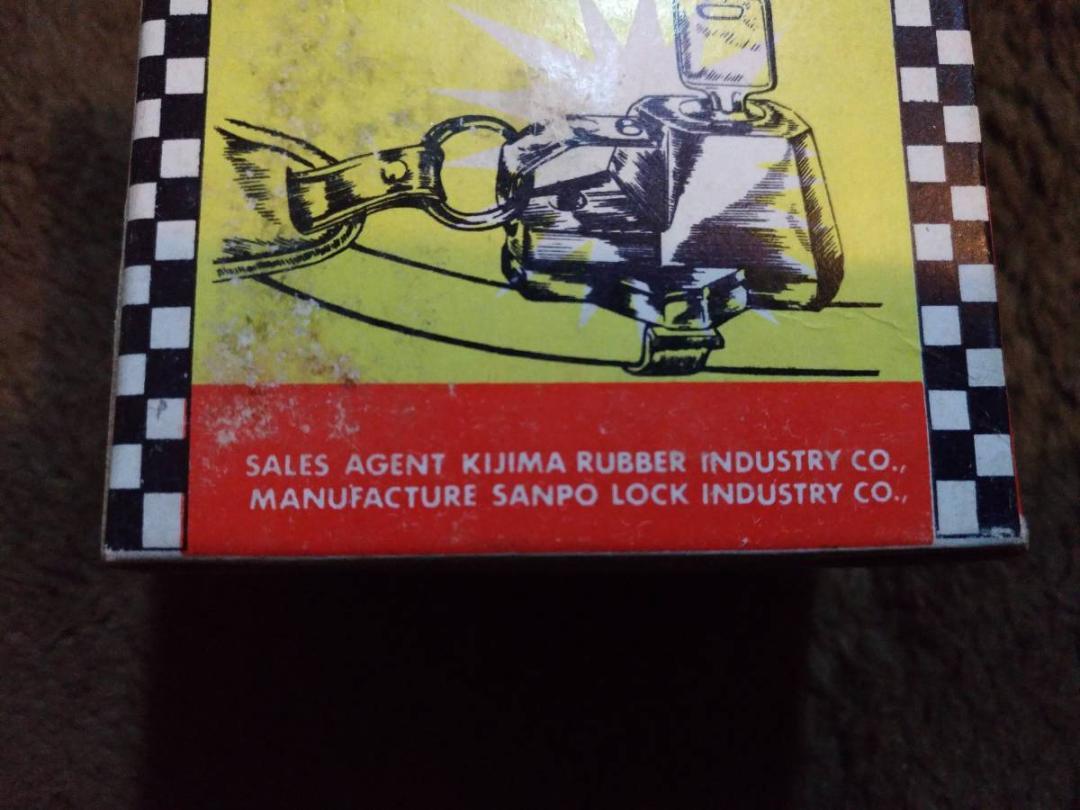 SALES AGENT KIJIMA RUBBER INDUSTRY CO.,
MANUFACTURE SANPO LOCK INDUSTRY CO.,